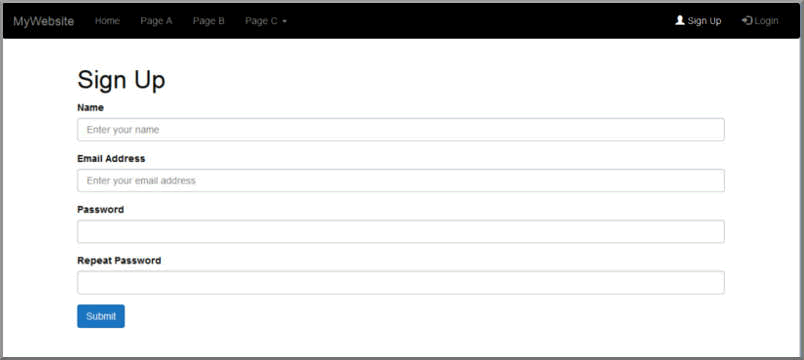 MyWebsite Home Page A Page B Page C Sign Up Login
Sign Up
Name
Enter your name
Email Address
Enter your email address
Password
Repeat Password
Submit